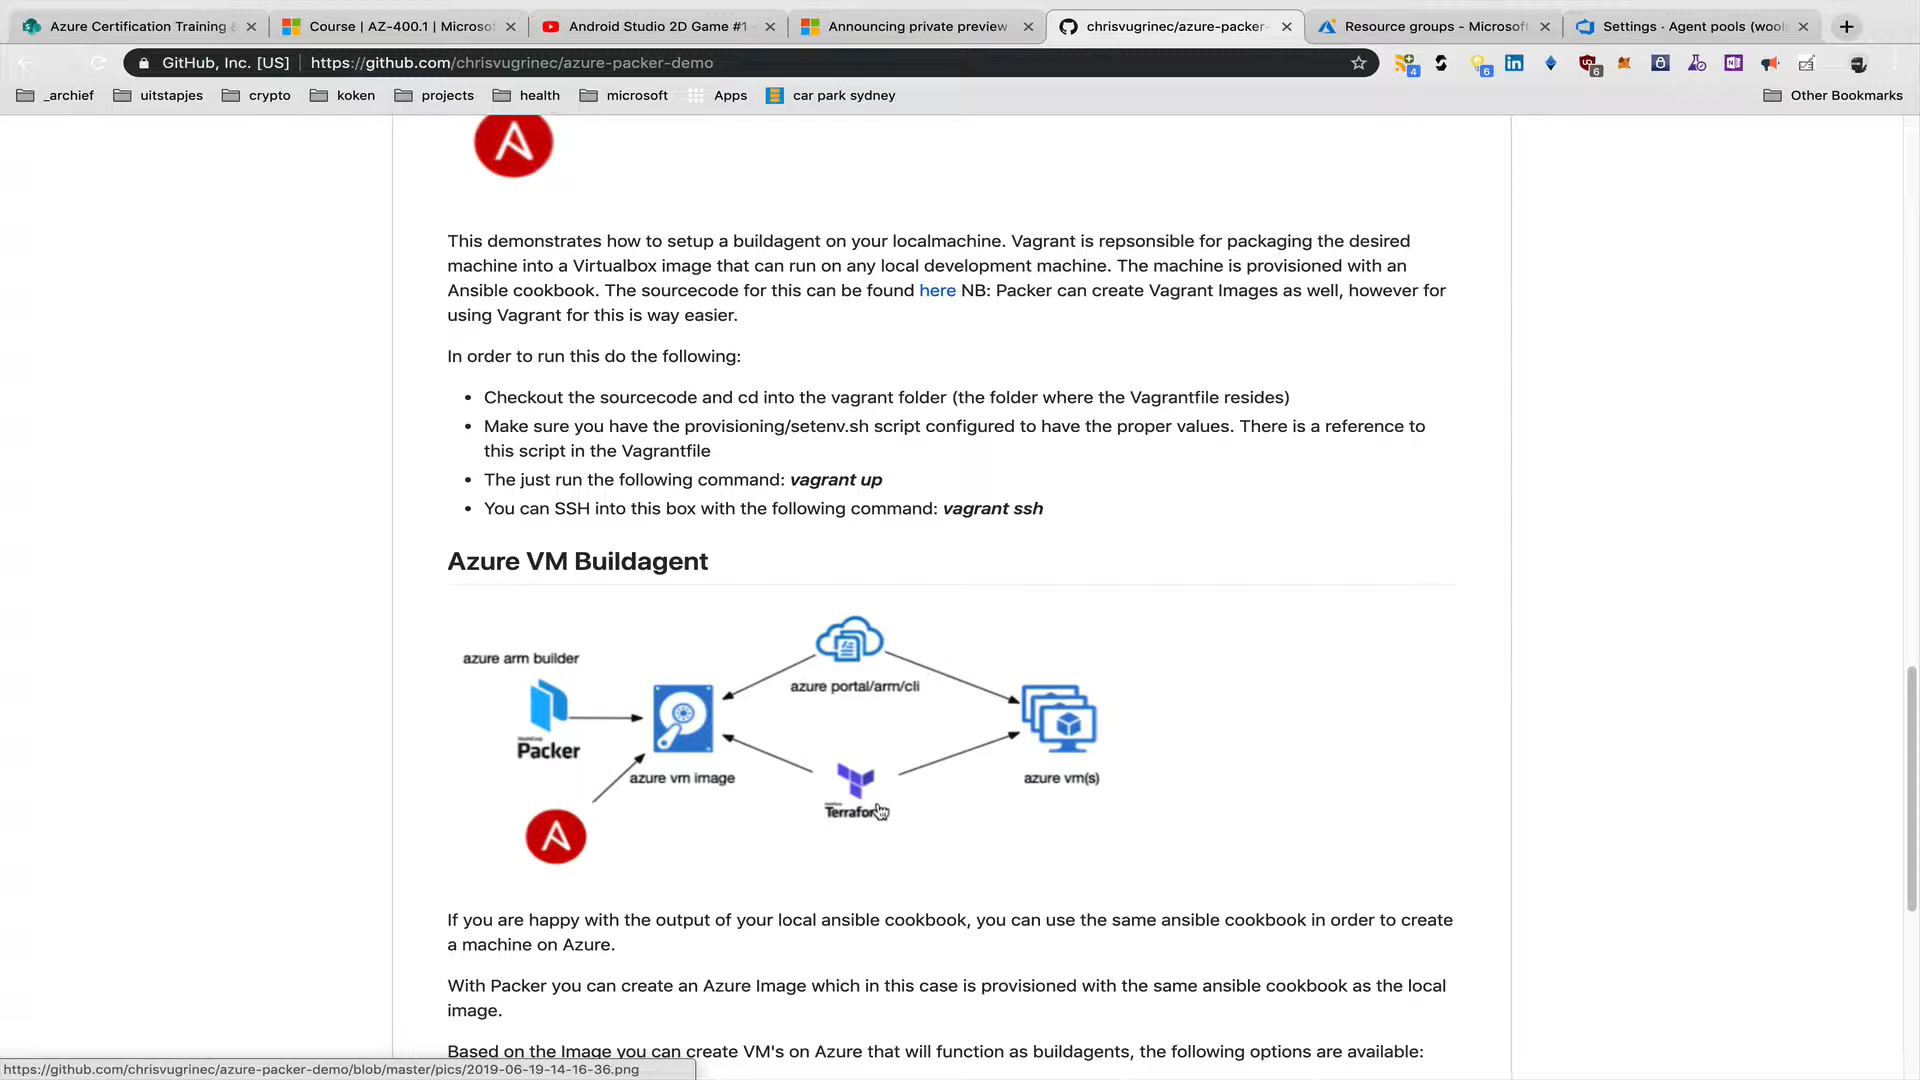 Azure Certification Training &
Course | AZ-400.1 | Microso
Android Studio 2D Game #1 -
Announcing private preview
chrisvugrinec/azure-packer-
Resource groups - Microsof
Settings · Agent pools (wool
GitHub, Inc. [US]
https://github.com/chrisvugrinec/azure-packer-demo
4
6
6
_archief
uitstapjes
crypto
koken
projects
health
microsoft
Apps
car park sydney
Other Bookmarks
This demonstrates how to setup a buildagent on your localmachine. Vagrant is repsonsible for packaging the desired
machine into a Virtualbox image that can run on any local development machine. The machine is provisioned with an
Ansible cookbook. The sourcecode for this can be found here NB: Packer can create Vagrant Images as well, however for
using Vagrant for this is way easier.
In order to run this do the following:
• Checkout the sourcecode and cd into the vagrant folder (the folder where the Vagrantfile resides)
• Make sure you have the provisioning/setenv.sh script configured to have the proper values. There is a reference to
this script in the Vagrantfile
• The just run the following command: vagrant up
• You can SSH into this box with the following command: vagrant ssh
Azure VM Buildagent
azure arm builder
azure portal/arm/cli
Packer
azure vm image
azure vm(s)
Terrafor
If you are happy with the output of your local ansible cookbook, you can use the same ansible cookbook in order to create
a machine on Azure.
With Packer you can create an Azure Image which in this case is provisioned with the same ansible cookbook as the local
image.
Based on the Image you can create VM's on Azure that will function as buildagents, the following options are available:
https://github.com/chrisvugrinec/azure-packer-demo/blob/master/pics/2019-06-19-14-16-36.png